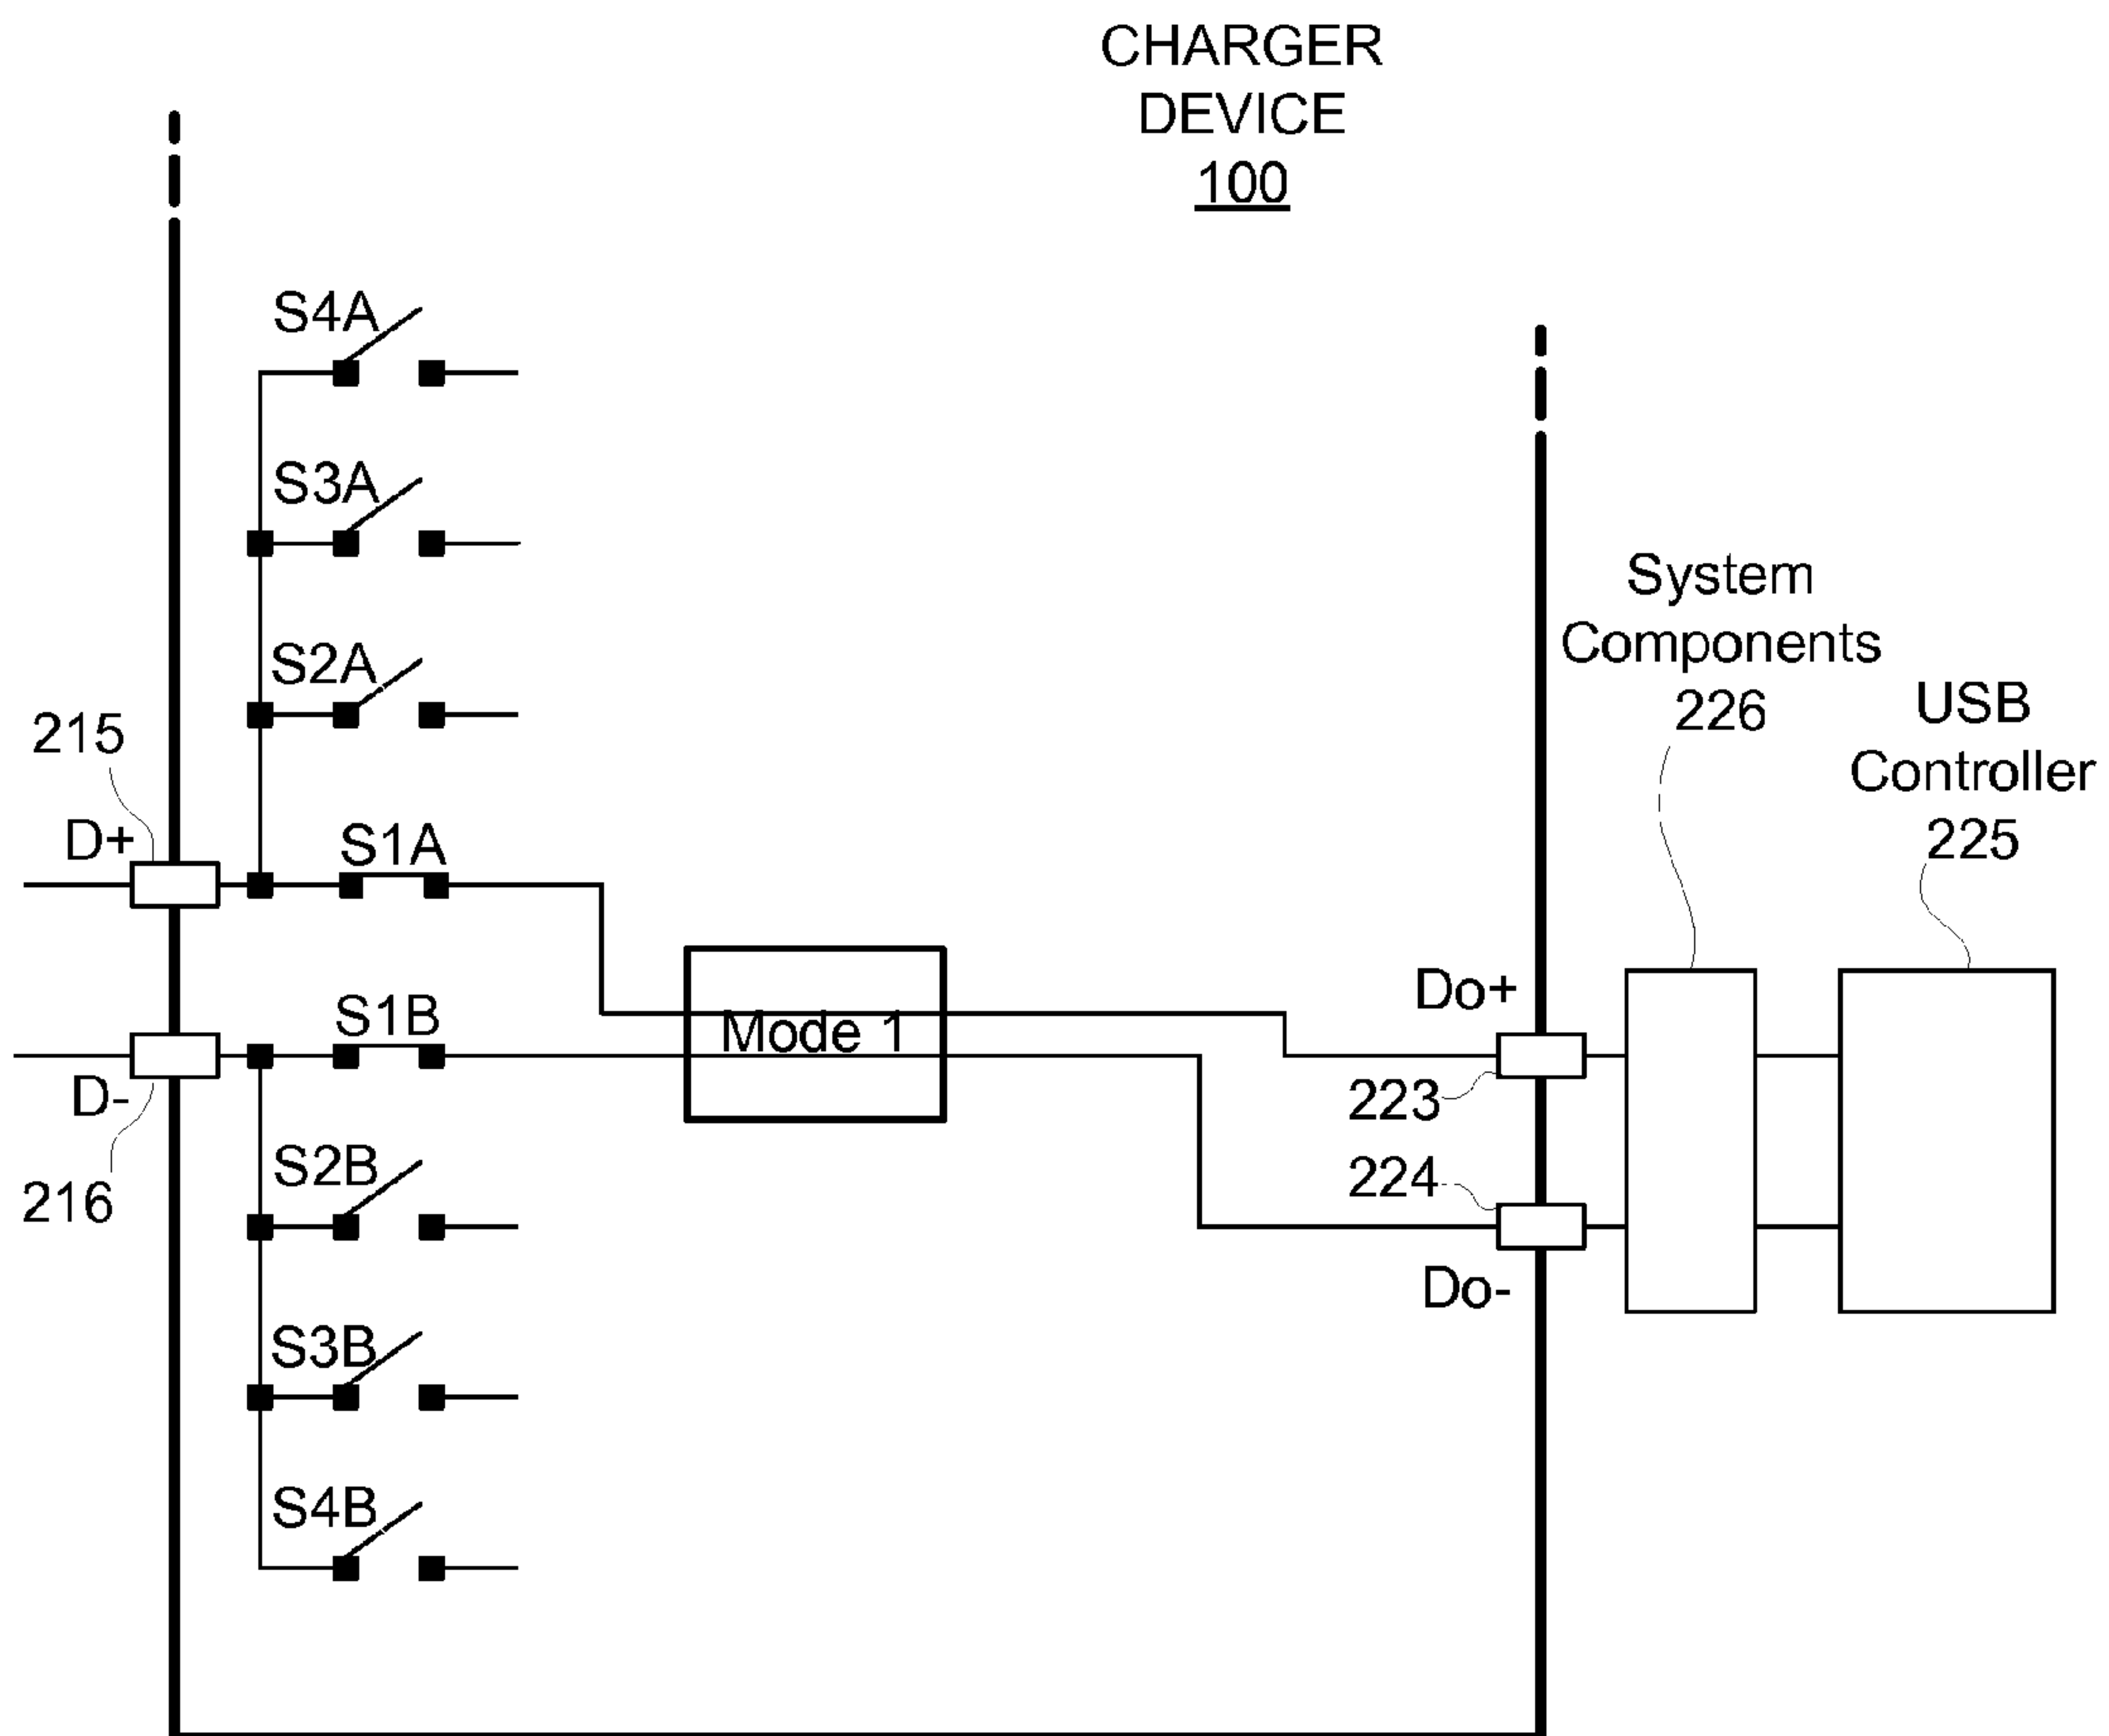 CHARGER
DEVICE
100
S4A
S3A
S2A
215
D+
S1A
S1B
D-
216
S2B
S3B
S4B
Mode 1
Do+
223
224
Do-
System
Components
226
USB
Controller
225